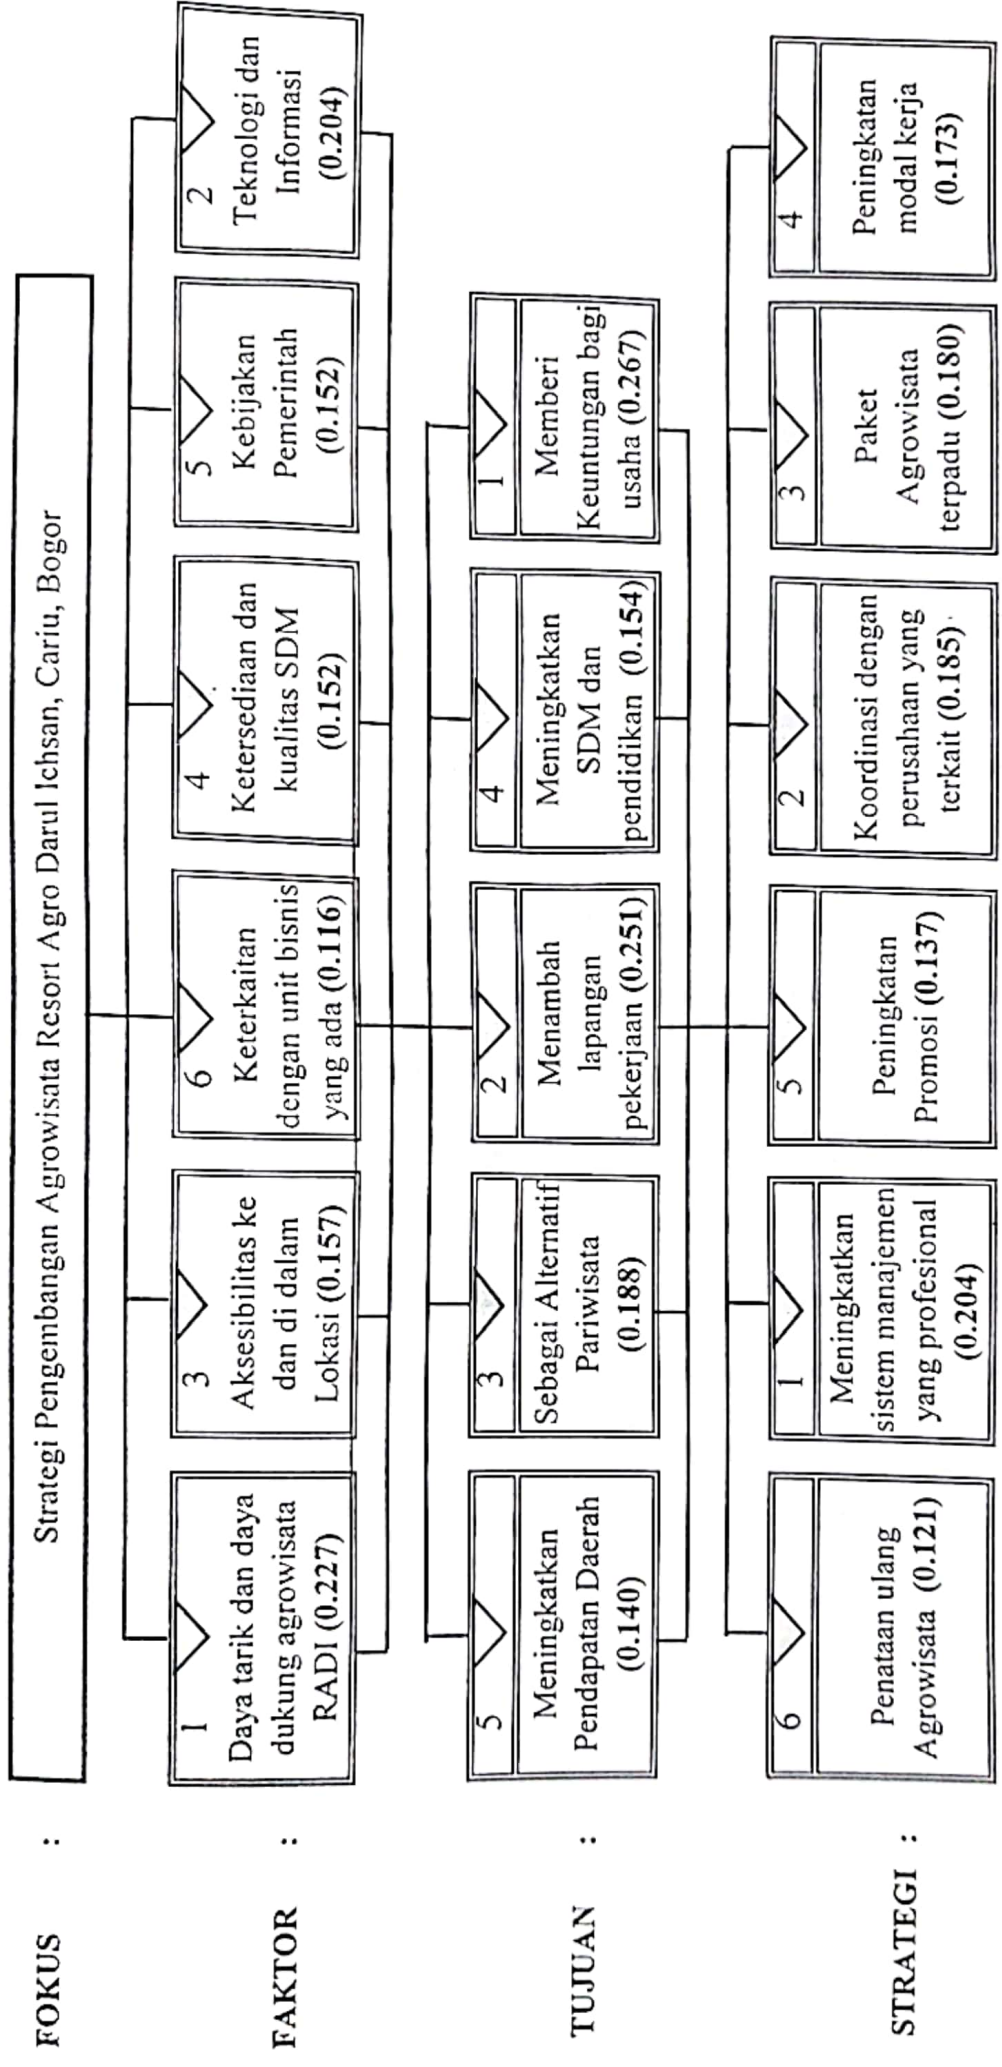 FOKUS :
Strategi Pengembangan Agrowisata Resort Agro Darul Ichsan, Cariu, Bogor
FAKTOR :
1
Daya tarik dan daya
dukung agrowisata
RADI (0.227)
3
Aksesibilitas ke
dan di dalam
Lokasi (0.157)
6
Keterkaitan
dengan unit bisnis
yang ada (0.116)
4
Ketersediaan dan
kualitas SDM
(0.152)
5
Kebijakan
Pemerintah
(0.152)
2
Teknologi dan
Informasi
(0.204)
TUJUAN :
5
Meningkatkan
Pendapatan Daerah
(0.140)
3
Sebagai Alternatif
Pariwisata
(0.188)
2
Menambah
lapangan
pekerjaan (0.251)
4
Meningkatkan
SDM dan
pendidikan (0.154)
1
Memberi
Keuntungan bagi
usaha (0.267)
STRATEGI :
6
Penataan ulang
Agrowisata (0.121)
1
Meningkatkan
sistem manajemen
yang profesional
(0.204)
5
Peningkatan
Promosi (0.137)
2
Koordinasi dengan
perusahaan yang
terkait (0.185)
3
Paket
Agrowisata
terpadu (0.180)
4
Peningkatan
modal kerja
(0.173)